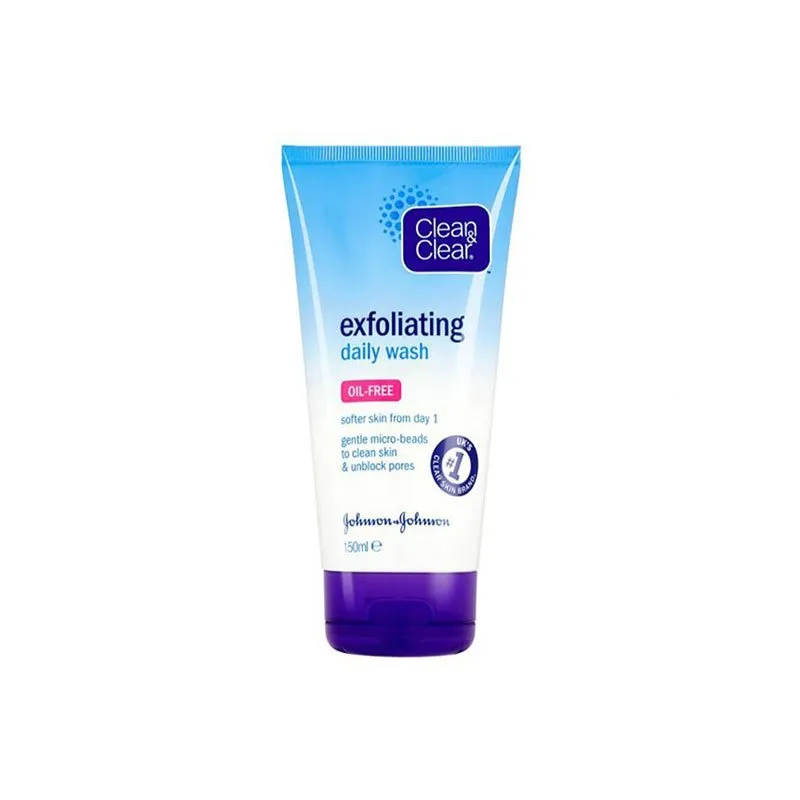 Clean
&
Clear®
exfoliating
daily wash
OIL-FREE
softer skin from day 1
gentle micro-beads
to clean skin
& unblock pores
UK'S
#1
CLEAR SKIN BRAND
Johnson & Johnson
150ml ℮